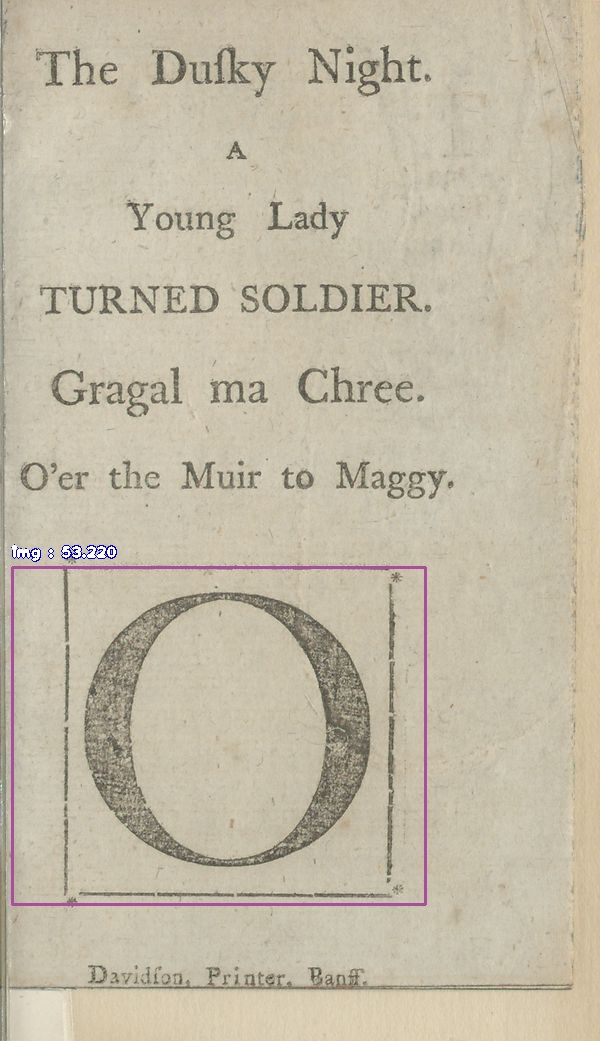 The Duſky Night.
A
Young Lady
TURNED SOLDIER.
Gragal ma Chree.
O'er the Muir to Maggy.
Img : 53.220
O
Davidſon, Printer, Banff.